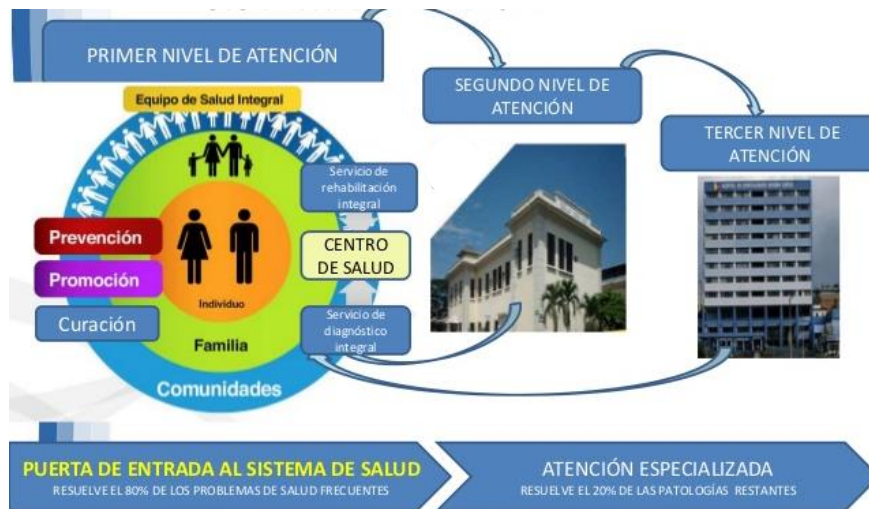 PRIMER NIVEL DE ATENCIÓN
SEGUNDO NIVEL DE
ATENCIÓN
TERCER NIVEL DE
ATENCIÓN
Equipo de Salud Integral
Servicio de
rehabilitación
integral
Prevención
CENTRO
DE SALUD
Promoción
Individuo
Curación
Servicio de
diagnóstico
integral
Familia
Comunidades
PUERTA DE ENTRADA AL SISTEMA DE SALUD
RESUELVE EL 80% DE LOS PROBLEMAS DE SALUD FRECUENTES
ATENCIÓN ESPECIALIZADA
RESUELVE EL 20% DE LAS PATOLOGÍAS RESTANTES